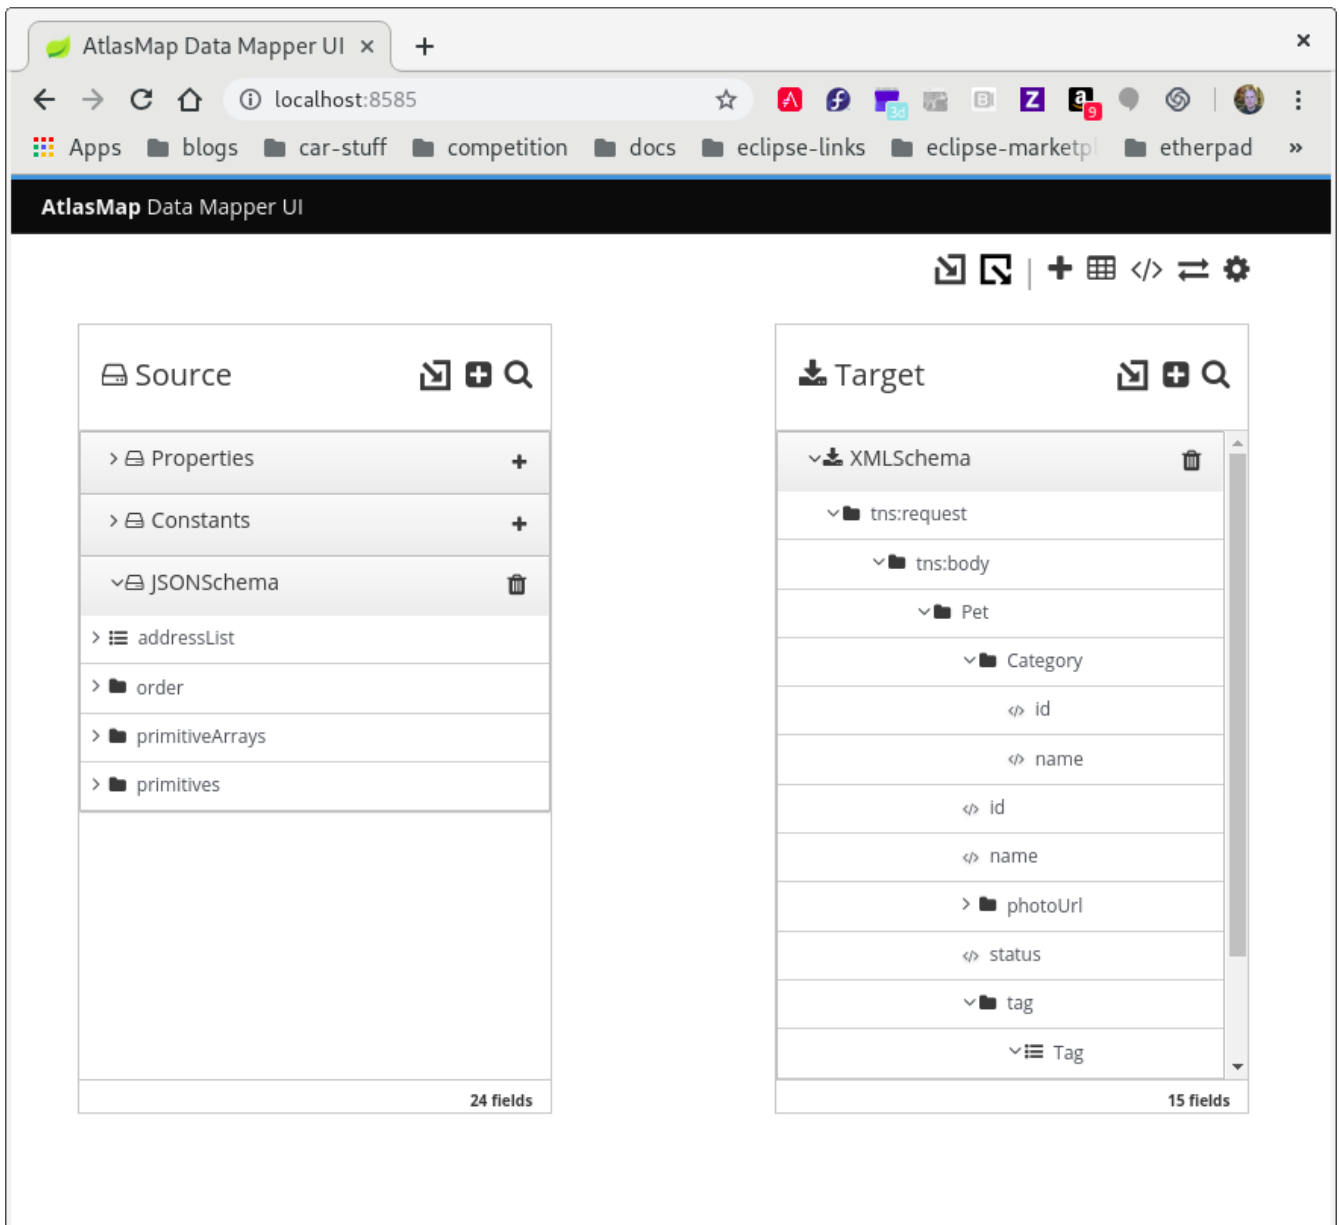 AtlasMap Data Mapper UI
localhost:8585
3d
B
Z
a
9
Apps blogs car-stuff competition docs eclipse-links eclipse-marketpl etherpad »
AtlasMap Data Mapper UI
Source
Target
Properties
Constants
JSONSchema
addressList
order
primitiveArrays
primitives
24 fields
XMLSchema
tns:request
tns:body
Pet
Category
id
name
id
name
photoUrl
status
tag
Tag
15 fields